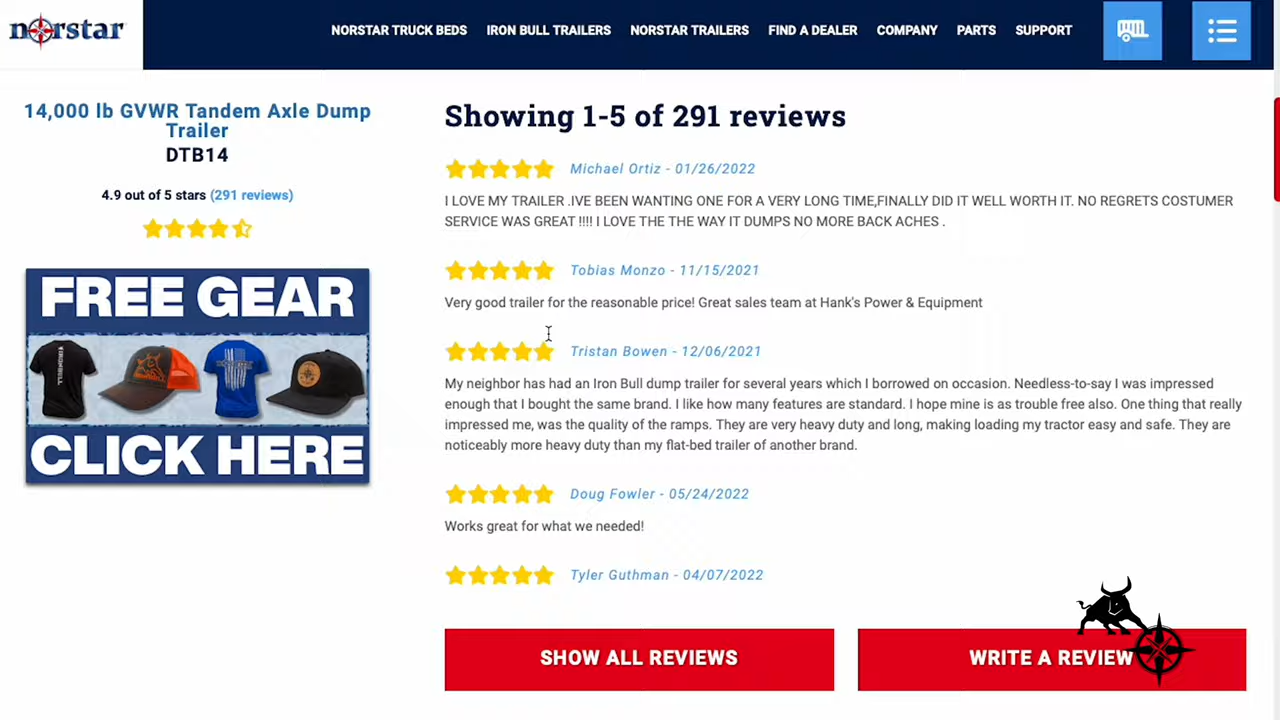 norstar
NORSTAR TRUCK BEDS IRON BULL TRAILERS NORSTAR TRAILERS FIND A DEALER COMPANY PARTS SUPPORT
14,000 lb GVWR Tandem Axle Dump
Trailer
DTB14
4.9 out of 5 stars (291 reviews)
FREE GEAR
CLICK HERE
Showing 1-5 of 291 reviews
Michael Ortiz - 01/26/2022
I LOVE MY TRAILER .IVE BEEN WANTING ONE FOR A VERY LONG TIME,FINALLY DID IT WELL WORTH IT. NO REGRETS COSTUMER
SERVICE WAS GREAT !!!! I LOVE THE THE WAY IT DUMPS NO MORE BACK ACHES .
Tobias Monzo - 11/15/2021
Very good trailer for the reasonable price! Great sales team at Hank's Power & Equipment
Tristan Bowen - 12/06/2021
My neighbor has had an Iron Bull dump trailer for several years which I borrowed on occasion. Needless-to-say I was impressed
enough that I bought the same brand. I like how many features are standard. I hope mine is as trouble free also. One thing that really
impressed me, was the quality of the ramps. They are very heavy duty and long, making loading my tractor easy and safe. They are
noticeably more heavy duty than my flat-bed trailer of another brand.
Doug Fowler - 05/24/2022
Works great for what we needed!
Tyler Guthman - 04/07/2022
SHOW ALL REVIEWS
WRITE A REVIEW